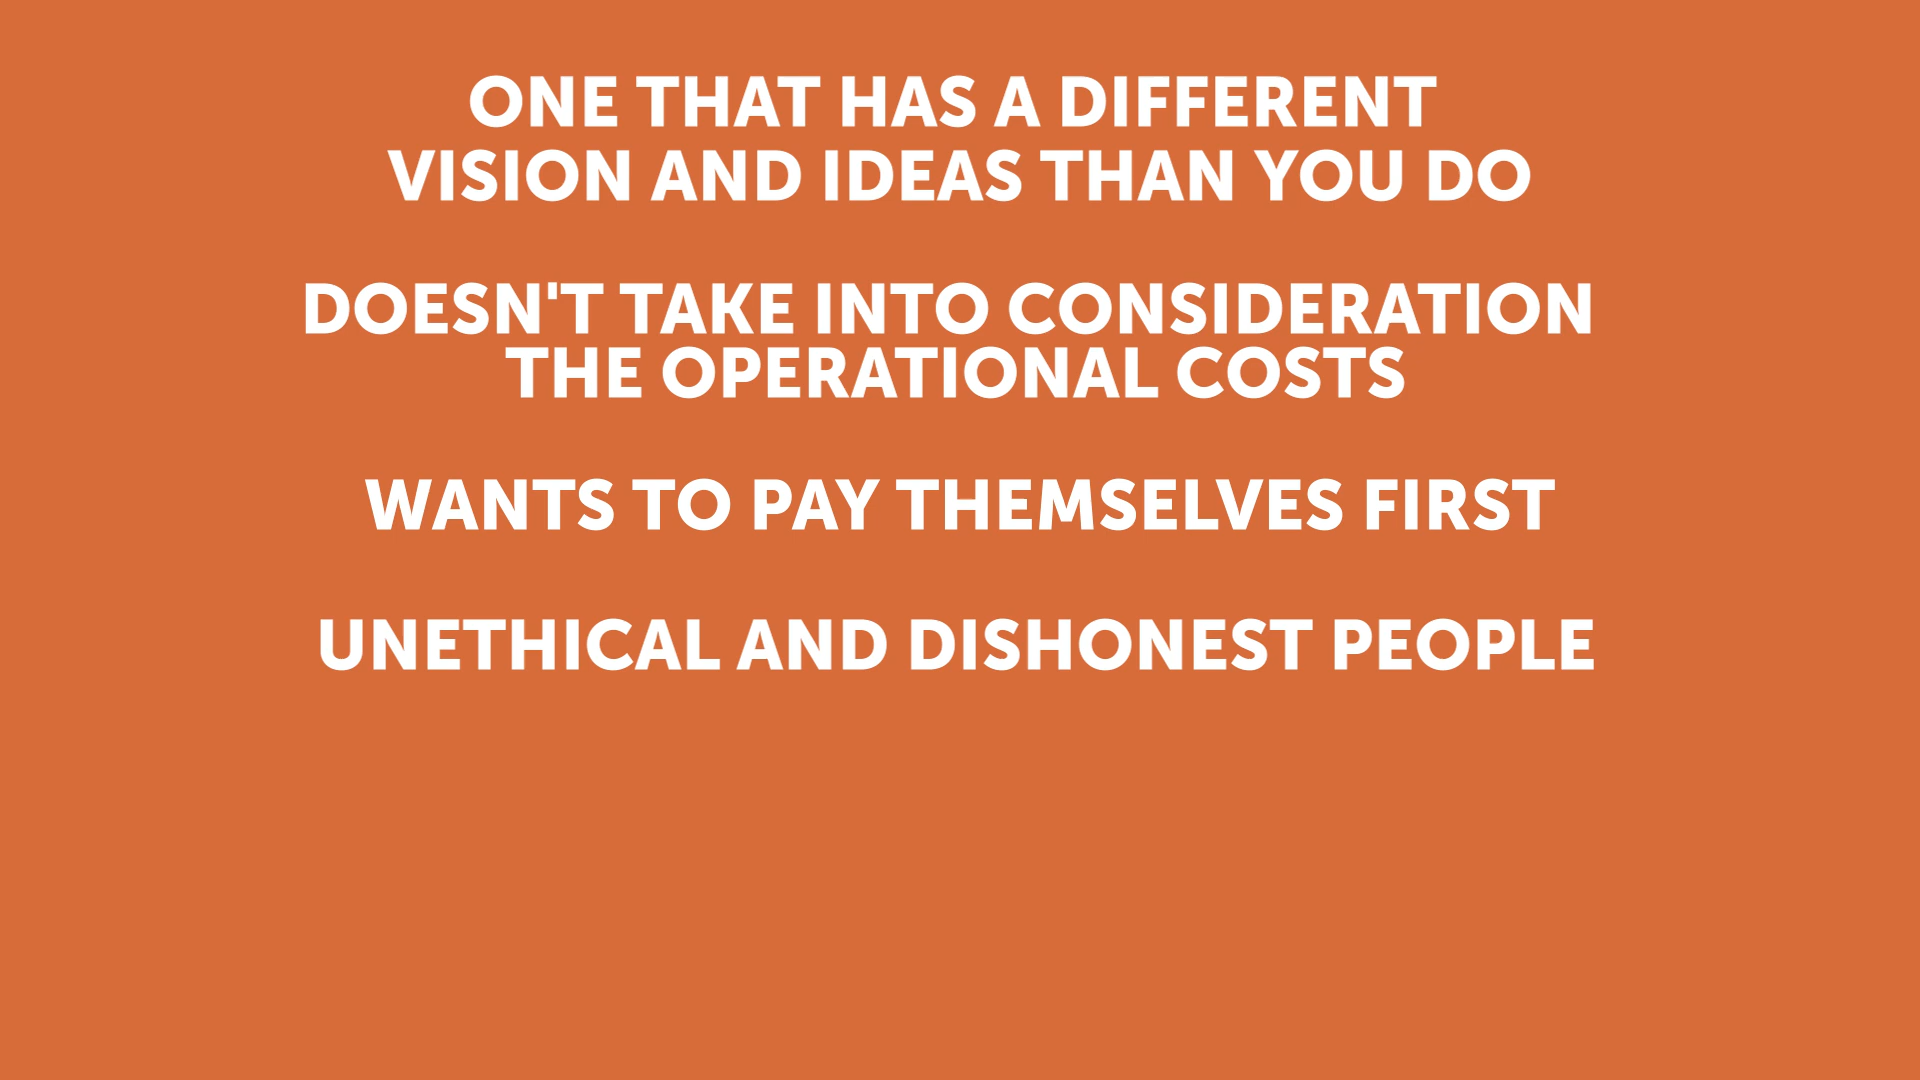 ONE THAT HAS A DIFFERENT
VISION AND IDEAS THAN YOU DO
DOESN'T TAKE INTO CONSIDERATION
THE OPERATIONAL COSTS
WANTS TO PAY THEMSELVES FIRST
UNETHICAL AND DISHONEST PEOPLE